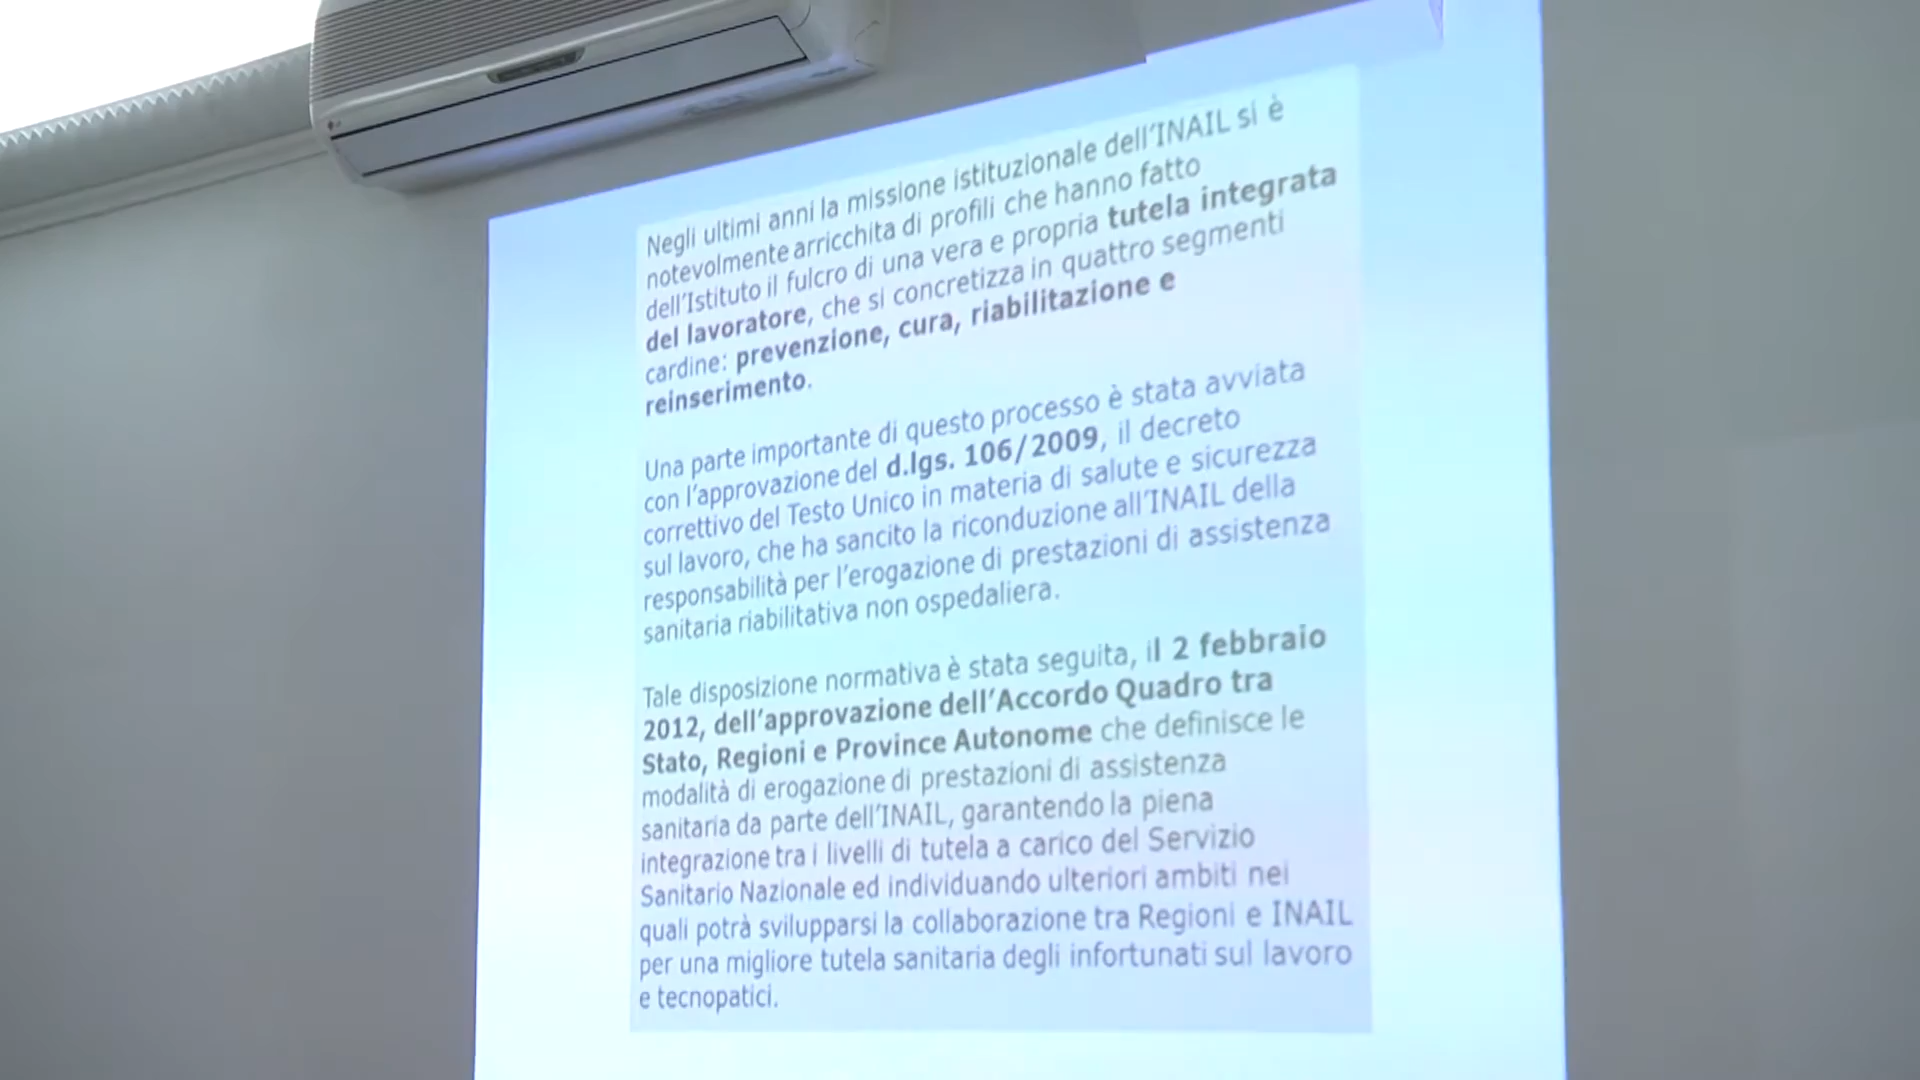 Negli ultimi anni la missione istituzionale dell'INAIL si è
notevolmente arricchita di profili che hanno fatto
dell'Istituto il fulcro di una vera e propria tutela integrata
del lavoratore, che si concretizza in quattro segmenti
cardine: prevenzione, cura, riabilitazione e
reinserimento.
Una parte importante di questo processo è stata avviata
con l'approvazione del d.lgs. 106/2009, il decreto
correttivo del Testo Unico in materia di salute e sicurezza
sul lavoro, che ha sancito la riconduzione all'INAIL della
responsabilità per l'erogazione di prestazioni di assistenza
sanitaria riabilitativa non ospedaliera.
Tale disposizione normativa è stata seguita, il 2 febbraio
2012, dell'approvazione dell'Accordo Quadro tra
Stato, Regioni e Province Autonome che definisce le
modalità di erogazione di prestazioni di assistenza
sanitaria da parte dell'INAIL, garantendo la piena
integrazione tra i livelli di tutela a carico del Servizio
Sanitario Nazionale ed individuando ulteriori ambiti nei
quali potrà svilupparsi la collaborazione tra Regioni e INAIL
per una migliore tutela sanitaria degli infortunati sul lavoro
e tecnopatici.